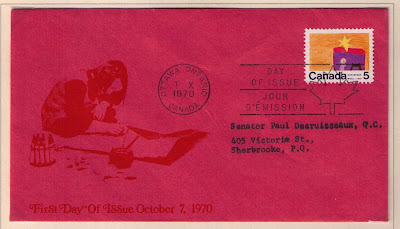 Canada 5
OTTAWA, ONTARIO
X
1970
CANADA
DAY
OF ISSUE
JOUR
D'ÉMISSION
Senator Paul Desruisseaux, Q.C.
405 Victoria St.,
Sherbrooke, P.Q.
First Day Of Issue October 7, 1970